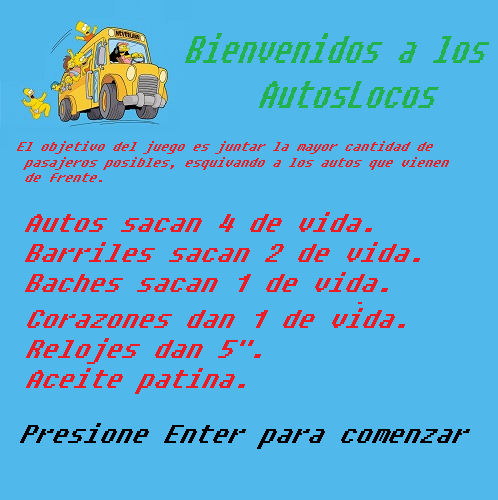 NEVERLAND
Bienvenidos a los
AutosLocos
El objetivo del juego es juntar la mayor cantidad de
pasajeros posibles, esquivando a los autos que vienen
de frente.
Autos sacan 4 de vida.
Barriles sacan 2 de vida.
Baches sacan 1 de vida.
Corazones dan 1 de vida.
Relojes dan 5".
Aceite patina.
Presione Enter para comenzar